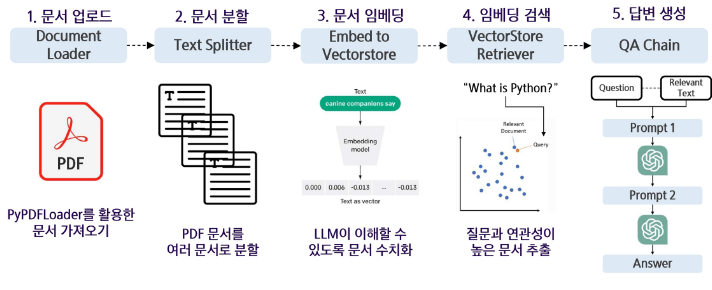 1. 문서 업로드
Document
Loader
PDF
PyPDFLoader를 활용한
문서 가져오기
2. 문서 분할
Text Splitter
T
T
T
PDF 문서를
여러 문서로 분할
3. 문서 임베딩
Embed to
Vectorstore
Text
canine companions say
Embedding
model
0.000 0.006 -0.013 ... -0.013
Text as vector
LLM이 이해할 수
있도록 문서 수치화
4. 임베딩 검색
VectorStore
Retriever
“What is Python?”
Relevant
Document
Query
질문과 연관성이
높은 문서 추출
5. 답변 생성
QA Chain
Question
Relevant
Text
Prompt 1
Prompt 2
Answer